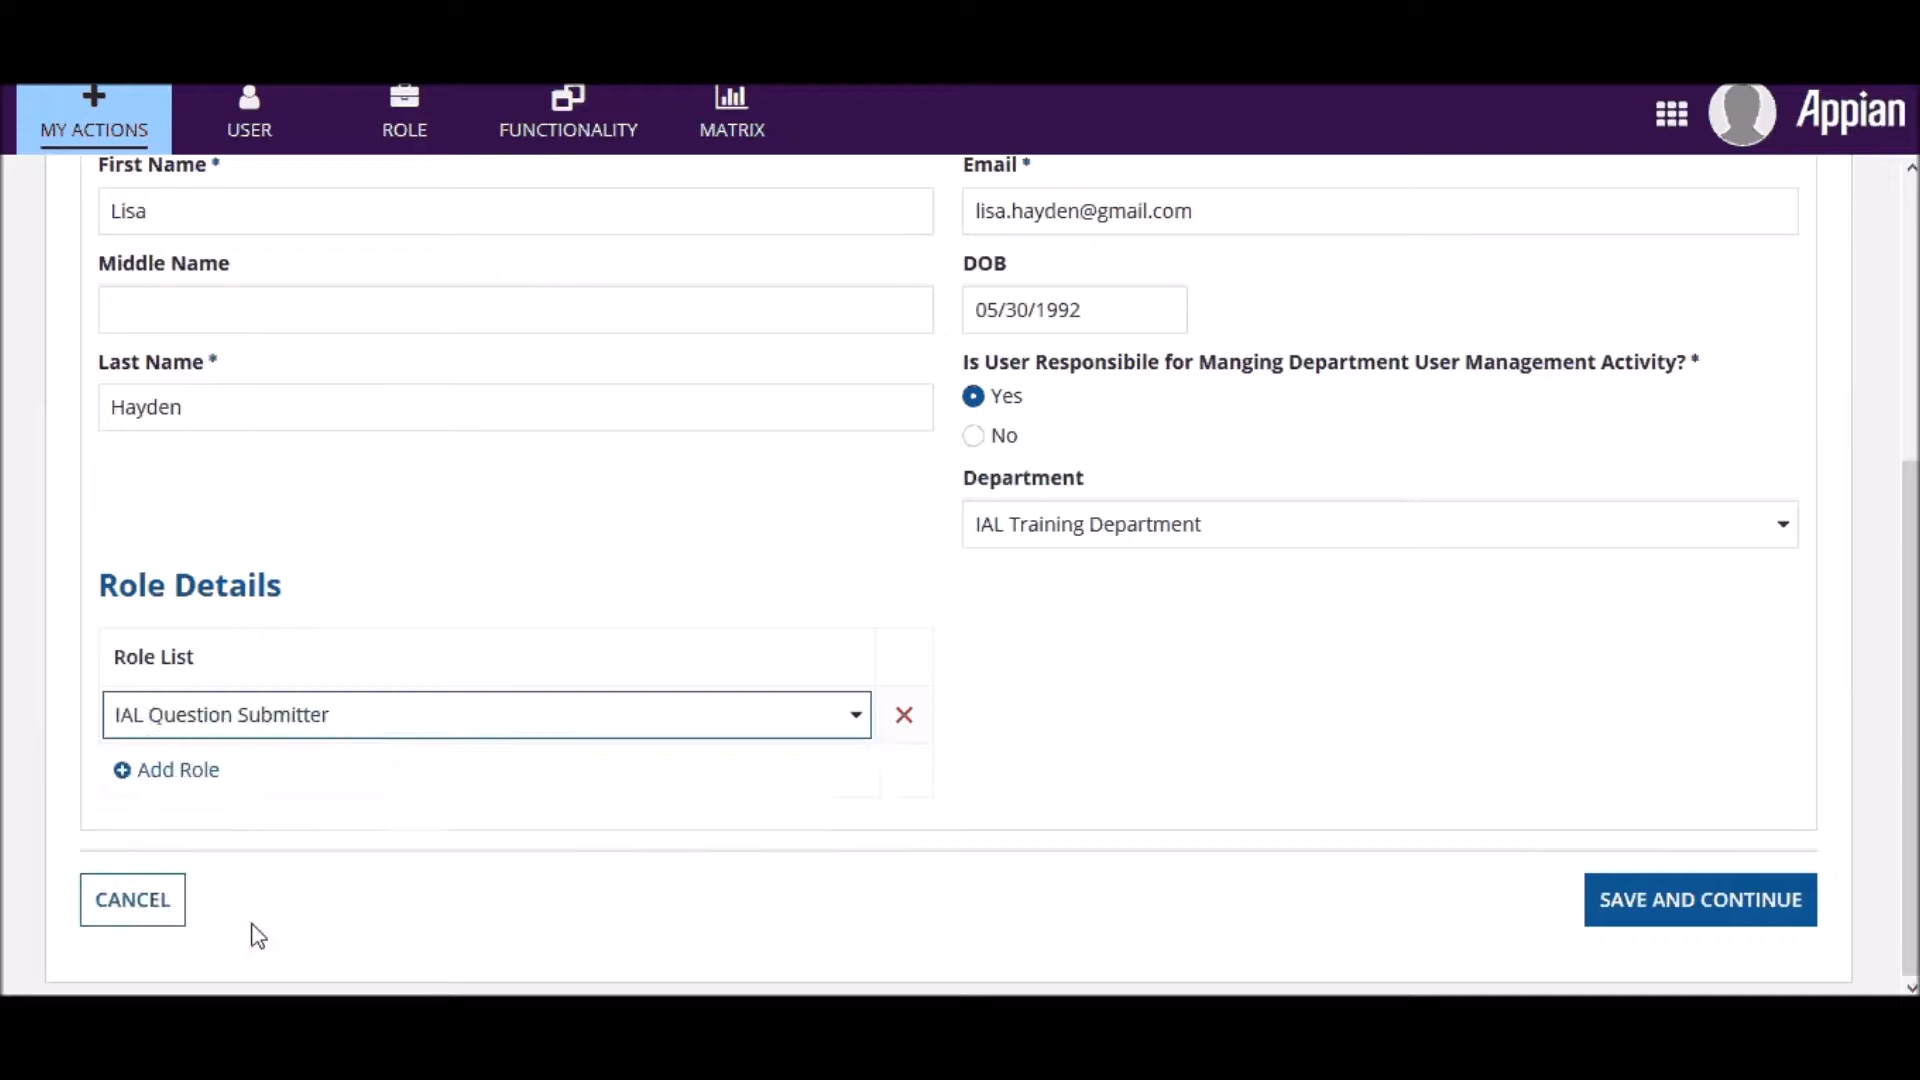 MY ACTIONS
USER
ROLE
FUNCTIONALITY
MATRIX
Appian
First Name *
Lisa
Email *
lisa.hayden@gmail.com
Middle Name
DOB
05/30/1992
Last Name *
Hayden
Is User Responsibile for Manging Department User Management Activity? *
Yes
No
Department
IAL Training Department
Role Details
Role List
IAL Question Submitter
Add Role
CANCEL
SAVE AND CONTINUE